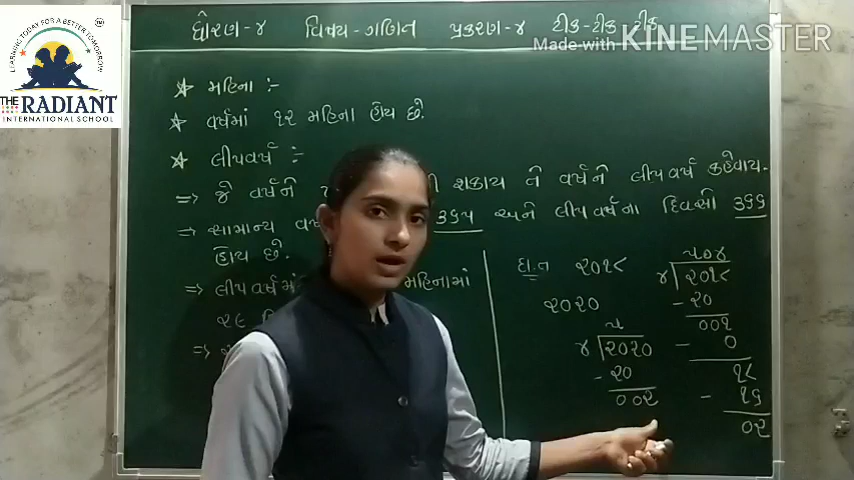 LEARNING TODAY FOR A BETTER TOMORROW
TM
THE RADIANT
INTERNATIONAL SCHOOL
ધોરણ-૪ વિષય-ગણિત પ્રકરણ-૪ ટીક-ટીક-ટીક
Made with KINEMASTER
☆ મહિના :-
☆ વર્ષમાં ૧૨ મહિના હોય છે.
☆ લીપવર્ષ :-
⇒ જે વર્ષને શકાય તે વર્ષને લીપવર્ષ કહેવાય.
⇒ સામાન્ય ૩૬૫ અને લીપવર્ષના દિવસો ૩૬૬
હોય છે.
⇒ લીપવર્ષમાં મહિનામાં
૨૯
⇒
દા.ત ૨૦૧૮
૨૦૨૦
૫
૪ ૨૦૨૦
- ૨૦
૦૦૨
૫૦૪
૪ ૨૦૧૮
- ૨૦
૦૦૧
- ૦
૧૮
- ૧૬
૦૨